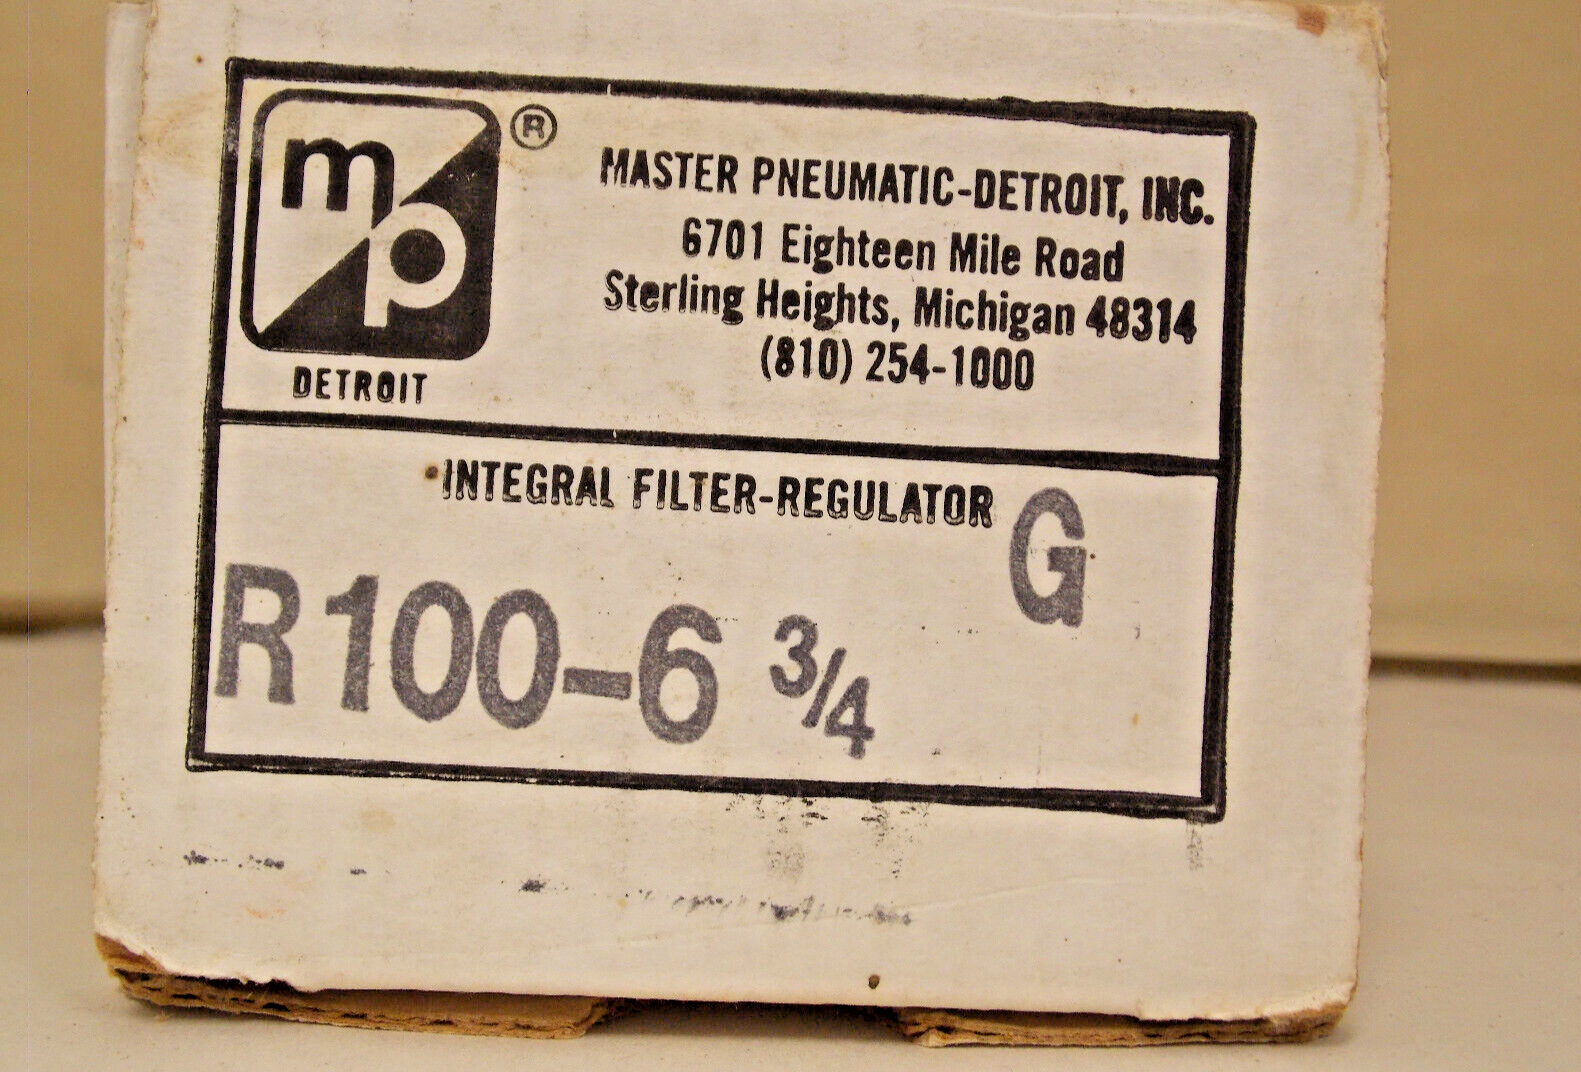 mp ®
DETROIT
MASTER PNEUMATIC-DETROIT, INC.
6701 Eighteen Mile Road
Sterling Heights, Michigan 48314
(810) 254-1000
INTEGRAL FILTER-REGULATOR
G
R100-6 3/4